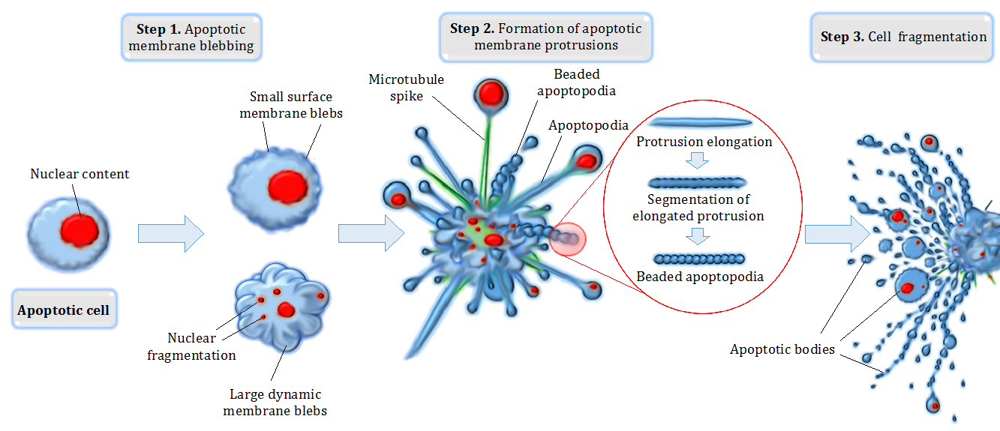 Step 1. Apoptotic
membrane blebbing
Step 2. Formation of apoptotic
membrane protrusions
Step 3. Cell fragmentation
Nuclear content
Apoptotic cell
Small surface
membrane blebs
Nuclear
fragmentation
Large dynamic
membrane blebs
Microtubule
spike
Beaded
apoptopodia
Apoptopodia
Protrusion elongation
Segmentation of
elongated protrusion
Beaded apoptopodia
Apoptotic bodies